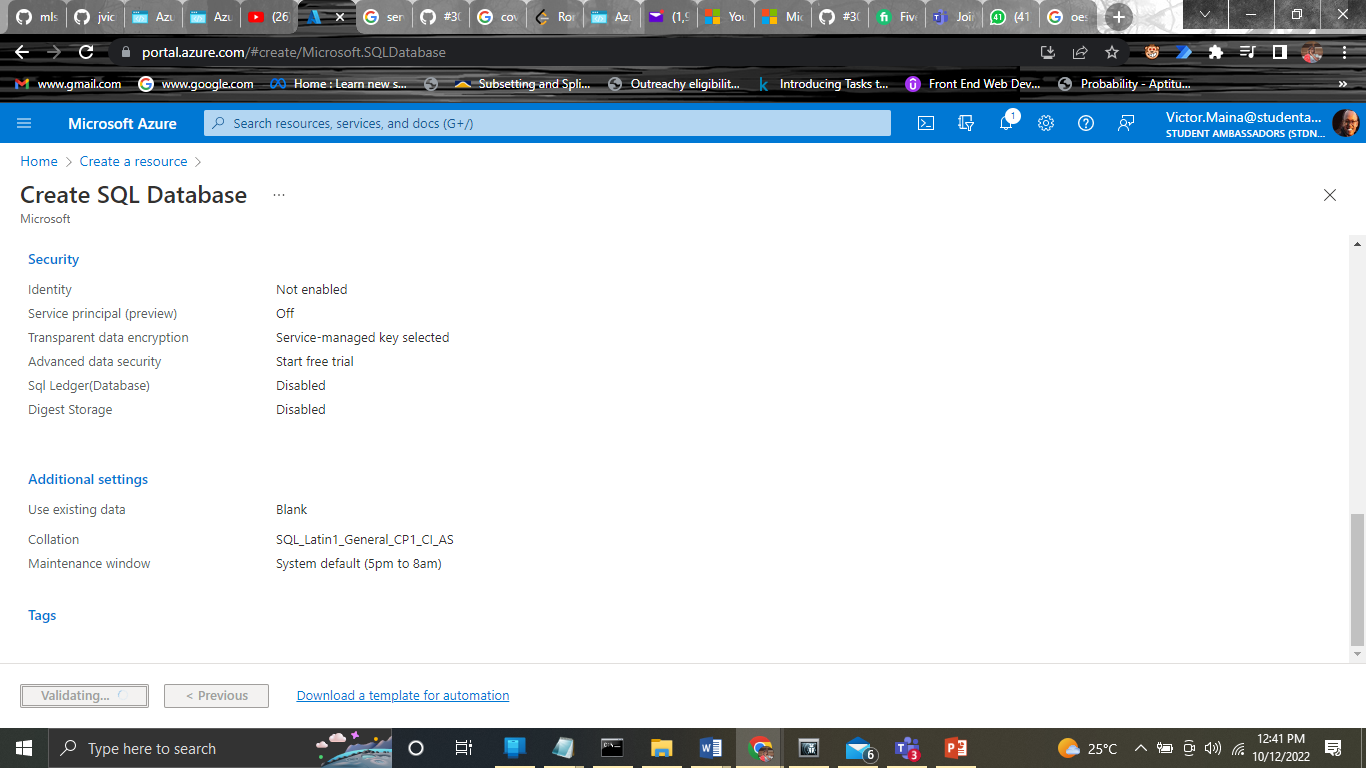 mls
jvic
Azu
Azu
(26
ser
#30
cov
Ro
Azu
(1,9
You
Mic
#30
Five
Join
(41
oes
portal.azure.com/#create/Microsoft.SQLDatabase
www.gmail.com
www.google.com
Home : Learn new s...
Subsetting and Spli...
Outreachy eligibilit...
Introducing Tasks t...
Front End Web Dev...
Probability - Aptitu...
»
Microsoft Azure
Search resources, services, and docs (G+/)
1
Victor.Maina@studenta...
STUDENT AMBASSADORS (STDN...
Home > Create a resource >
Create SQL Database ...
Microsoft
Security
Identity Not enabled
Service principal (preview) Off
Transparent data encryption Service-managed key selected
Advanced data security Start free trial
Sql Ledger(Database) Disabled
Digest Storage Disabled
Additional settings
Use existing data Blank
Collation SQL_Latin1_General_CP1_CI_AS
Maintenance window System default (5pm to 8am)
Tags
Validating...
< Previous
Download a template for automation
Type here to search
6
3
25°C
12:41 PM
10/12/2022